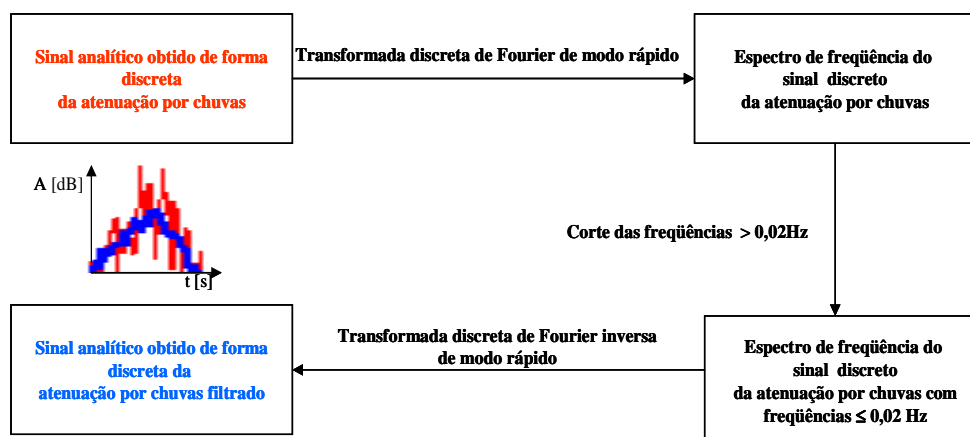 Sinal analítico obtido de forma
discreta
da atenuação por chuvas
Transformada discreta de Fourier de modo rápido
Espectro de freqüência do
sinal discreto
da atenuação por chuvas
A [dB]
t [s]
Corte das freqüências > 0,02Hz
Sinal analítico obtido de forma
discreta da
atenuação por chuvas filtrado
Transformada discreta de Fourier inversa
de modo rápido
Espectro de freqüência do
sinal discreto
da atenuação por chuvas com
freqüências ≤ 0,02 Hz